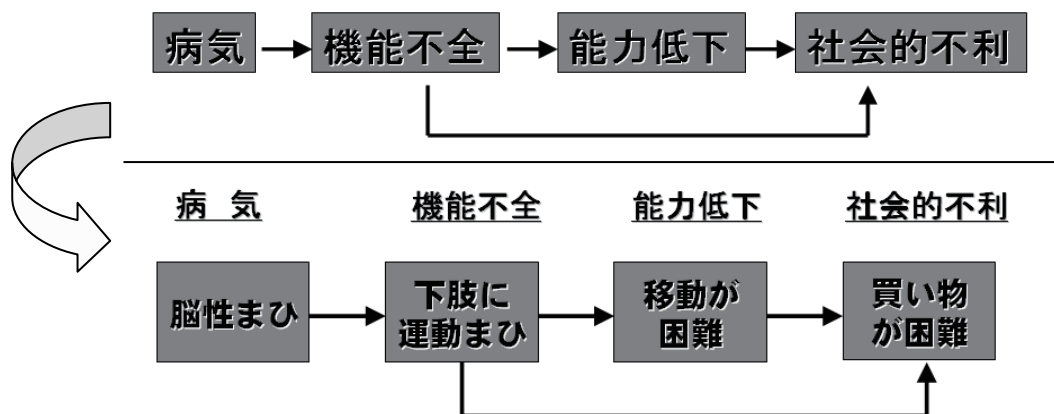 病気 機能不全 能力低下 社会的不利
病 気 機能不全 能力低下 社会的不利
脳性まひ
下肢に
運動まひ
移動が
困難
買い物
が困難